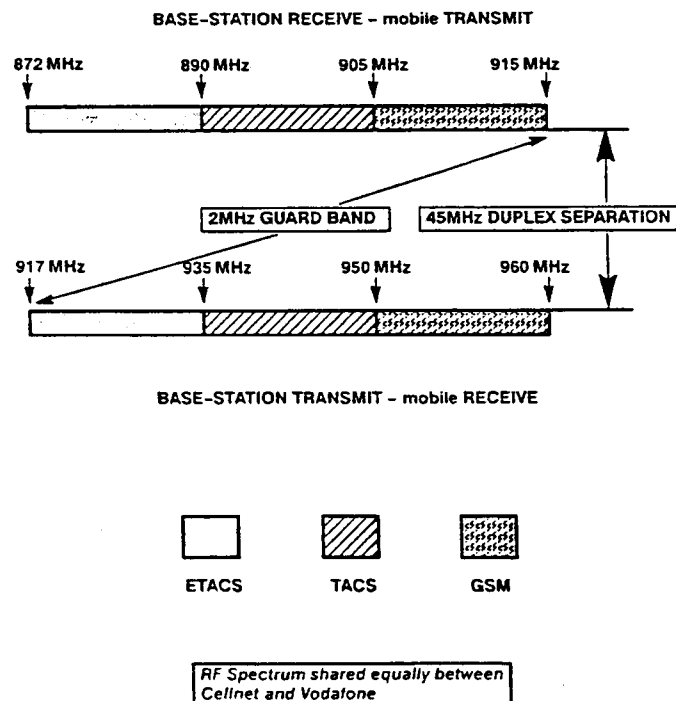 BASE-STATION RECEIVE – mobile TRANSMIT
872 MHz 890 MHz 905 MHz 915 MHz
2MHz GUARD BAND 45MHz DUPLEX SEPARATION
917 MHz 935 MHz 950 MHz 960 MHz
BASE-STATION TRANSMIT – mobile RECEIVE
ETACS TACS GSM
RF Spectrum shared equally between
Cellnet and Vodafone